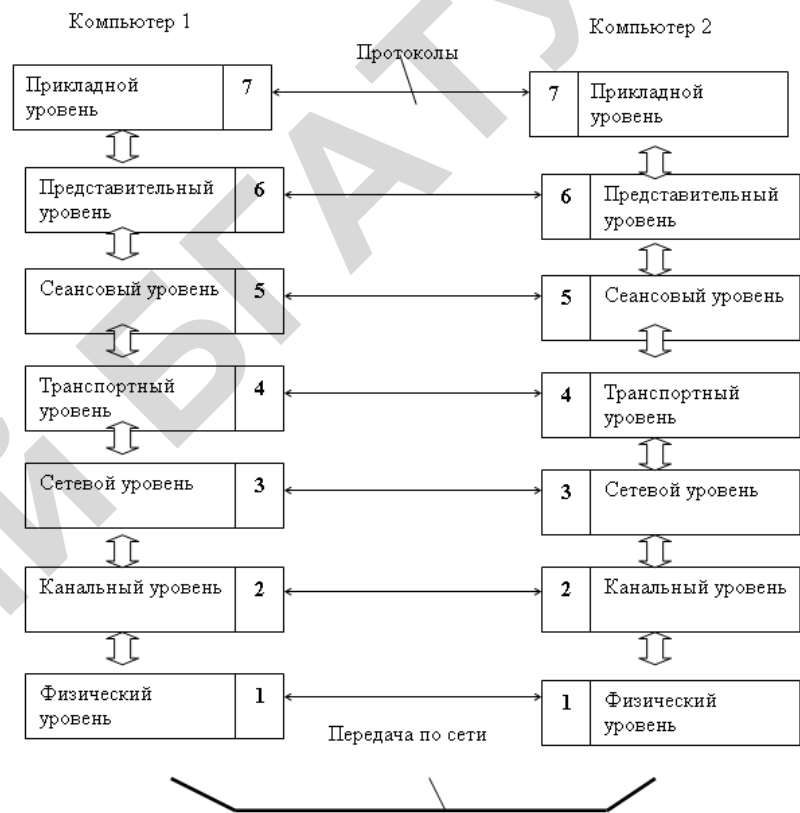 Компьютер 1
Компьютер 2
Протоколы
Прикладной
уровень
7
7
Прикладной
уровень
Представительный
уровень
6
6
Представительный
уровень
Сеансовый уровень
5
5
Сеансовый уровень
Транспортный
уровень
4
4
Транспортный
уровень
Сетевой уровень
3
3
Сетевой уровень
Канальный уровень
2
2
Канальный уровень
Физический
уровень
1
1
Физический
уровень
Передача по сети
ИЙ БГАТУ